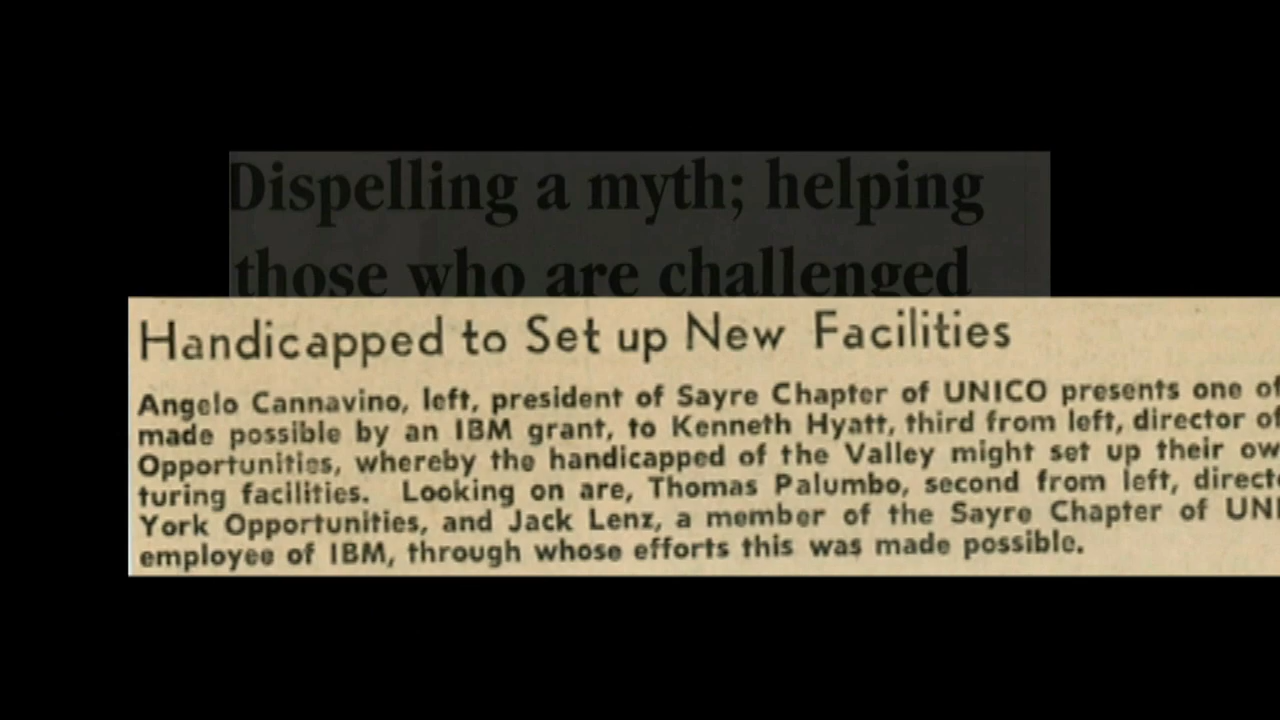 Dispelling a myth; helping
those who are challenged
Handicapped to Set up New Facilities
Angelo Cannavino, left, president of Sayre Chapter of UNICO presents one of
made possible by an IBM grant, to Kenneth Hyatt, third from left, director of
Opportunities, whereby the handicapped of the Valley might set up their ow
turing facilities. Looking on are, Thomas Palumbo, second from left, direct
York Opportunities, and Jack Lenz, a member of the Sayre Chapter of UNI
employee of IBM, through whose efforts this was made possible.